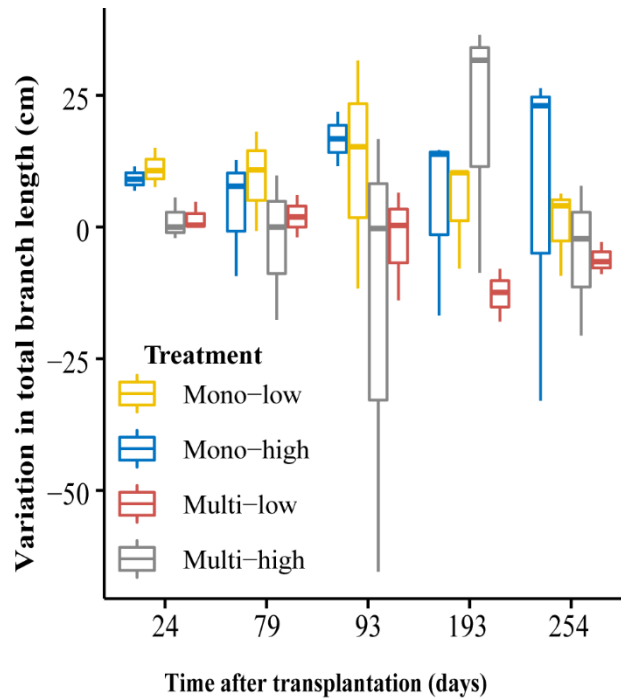 Variation in total branch length (cm)
25
0
−25
−50
Treatment
Mono−low
Mono−high
Multi−low
Multi−high
24 79 93 193 254
Time after transplantation (days)